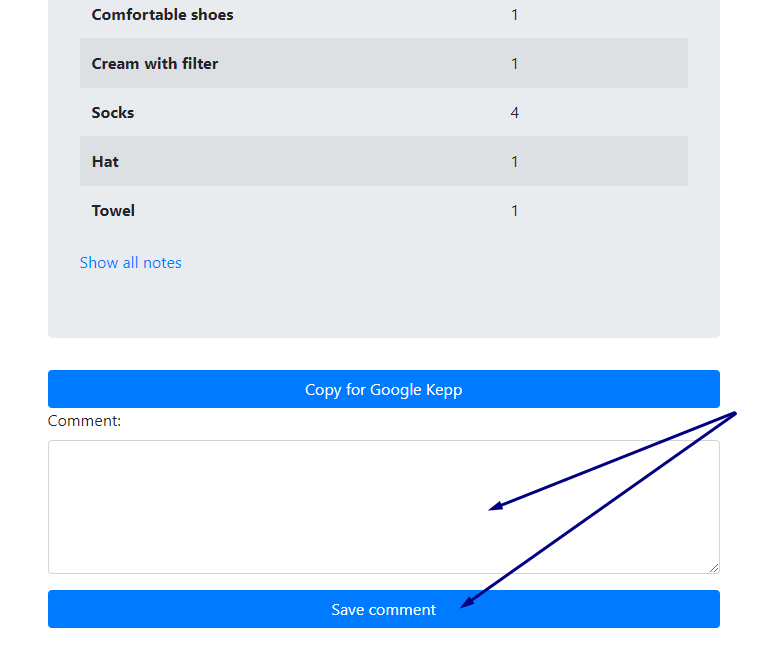 Comfortable shoes 1
Cream with filter 1
Socks 4
Hat 1
Towel 1
Show all notes
Copy for Google Kepp
Comment:
Save comment